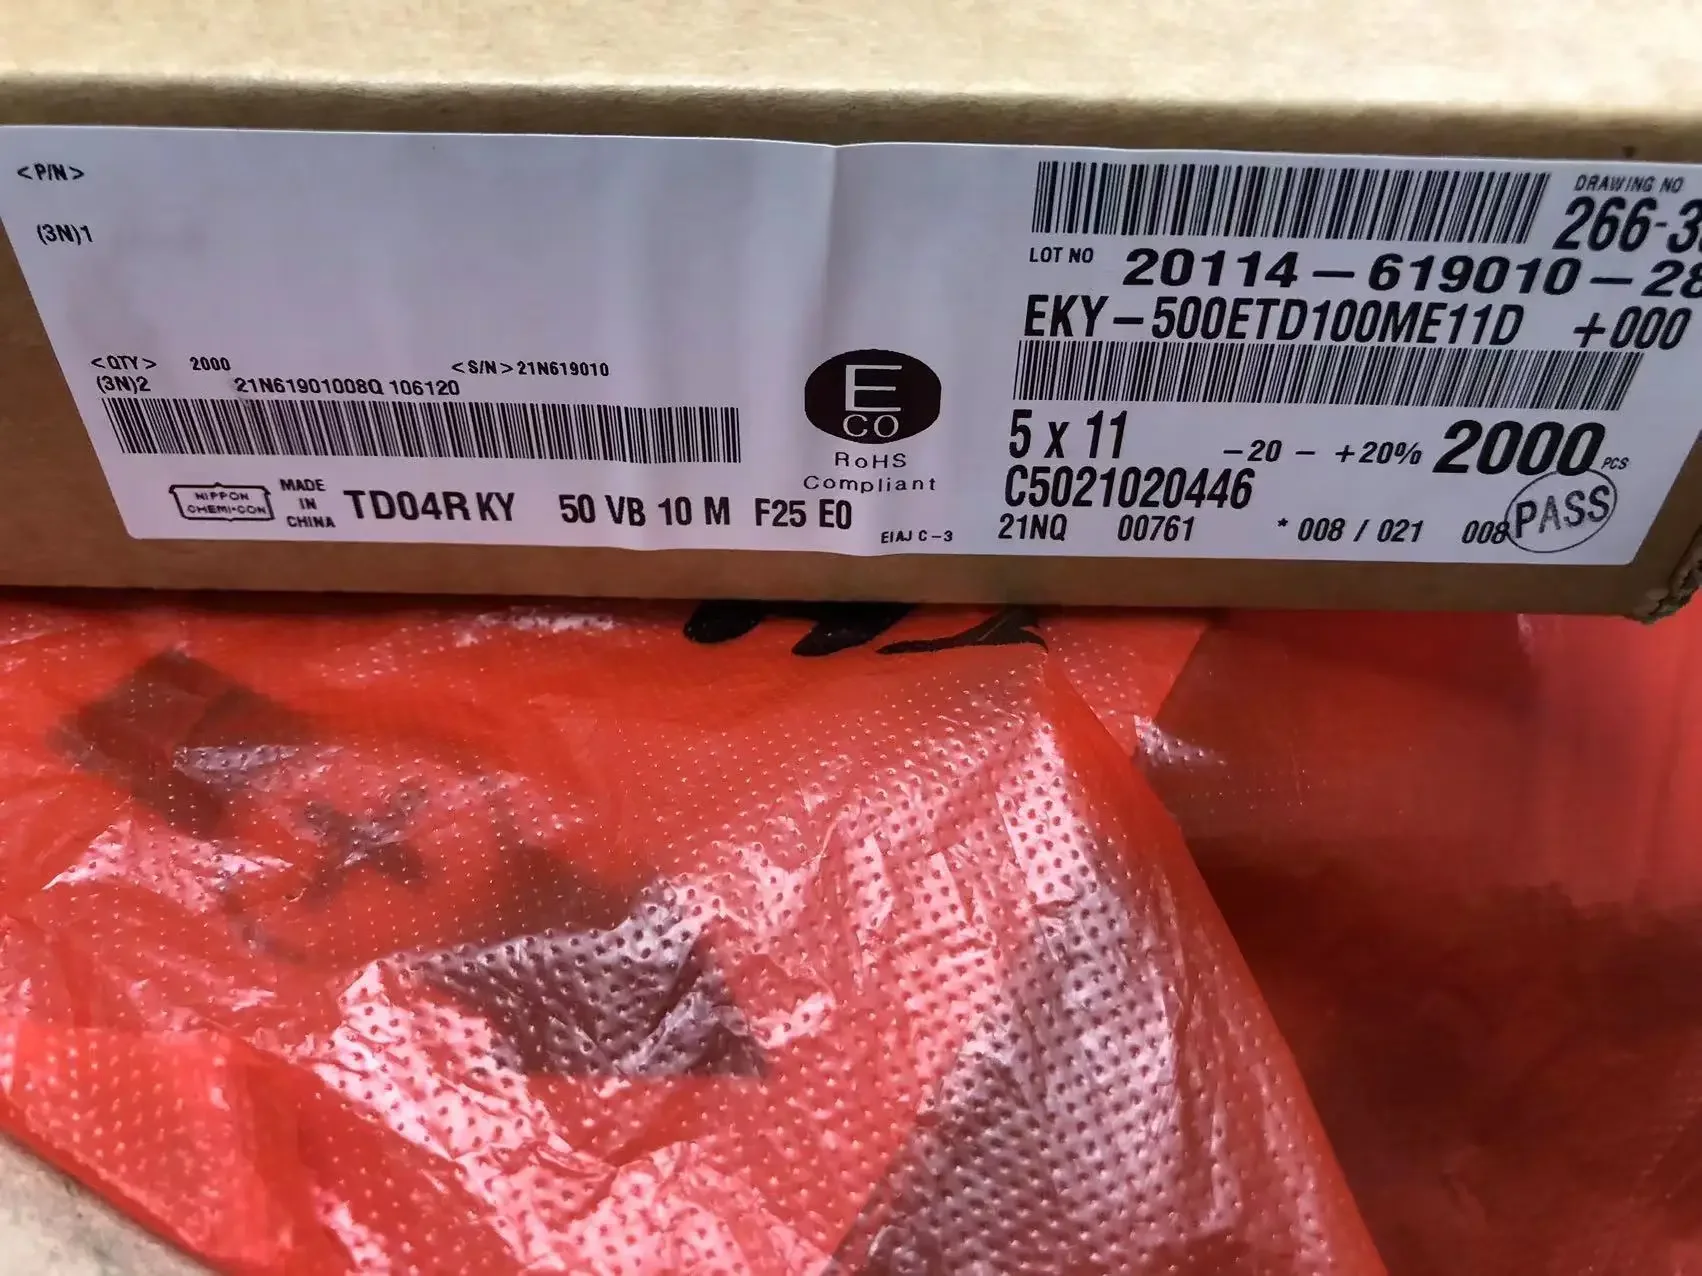 <P/N>
(3N)1
<QTY> 2000 <S/N>21N619010
(3N)2 21N61901008Q 106120
NIPPON
CHEMI-CON
MADE
IN
CHINA
TD04R KY 50 VB 10 M F25 E0
E
CO
RoHS
Compliant
EIAJ C-3
DRAWING NO
266-3
LOT NO 20114-619010-28
EKY-500ETD100ME11D +000
5 x 11 -20 - +20% 2000 PCS
C5021020446
21NQ 00761 * 008 / 021 008
PASS